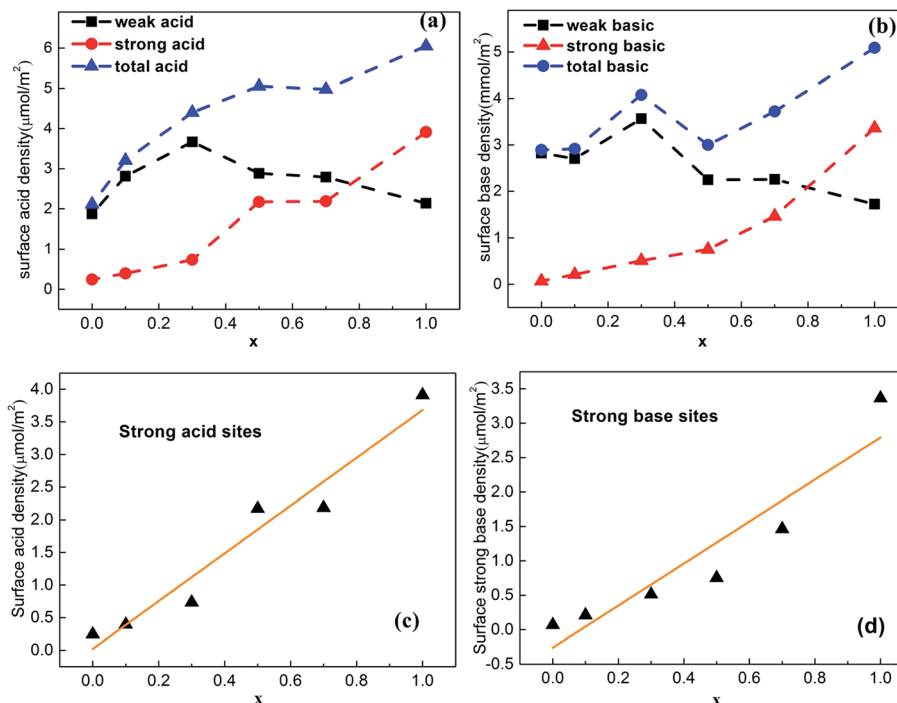 (a)
weak acid
strong acid
total acid
surface acid density(μmol/m²)
6
5
4
3
2
1
0
0.0 0.2 0.4 0.6 0.8 1.0
x
(b)
weak basic
strong basic
total basic
surface base density(mmol/m²)
5
4
3
2
1
0
0.0 0.2 0.4 0.6 0.8 1.0
x
Strong acid sites
Surface acid density(μmol/m²)
4.0
3.5
3.0
2.5
2.0
1.5
1.0
0.5
0.0
(c)
0.0 0.2 0.4 0.6 0.8 1.0
x
Strong base sites
Surface strong base density(μmol/m²)
3.5
3.0
2.5
2.0
1.5
1.0
0.5
0.0
-0.5
(d)
0.0 0.2 0.4 0.6 0.8 1.0
x